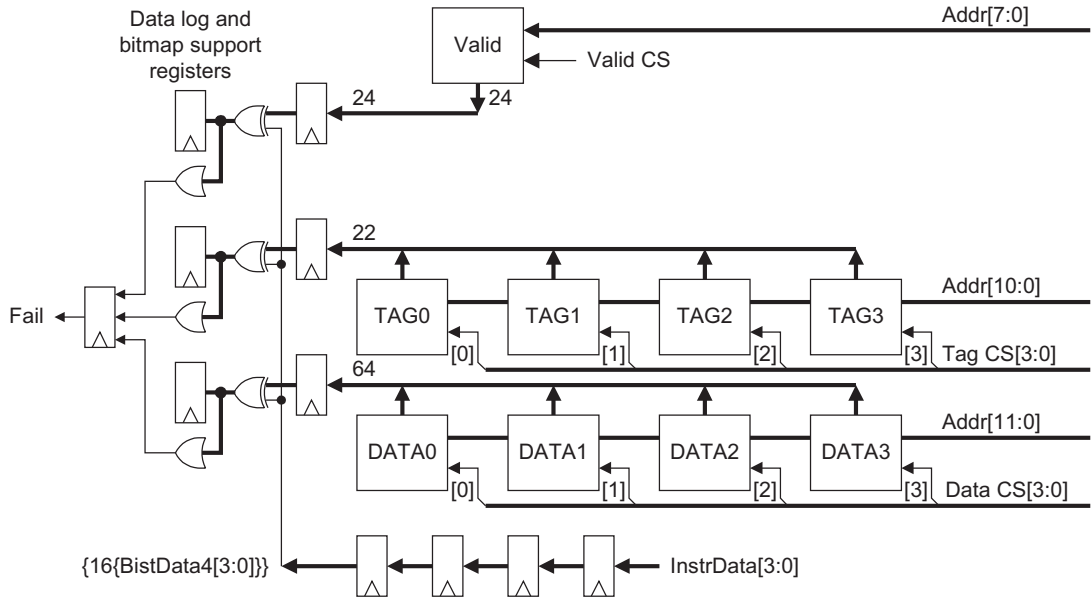 Data log and
bitmap support
registers
Valid
Addr[7:0]
Valid CS
24
24
22
TAG0
TAG1
TAG2
TAG3
Addr[10:0]
[0]
[1]
[2]
[3]
Tag CS[3:0]
Fail
64
DATA0
DATA1
DATA2
DATA3
Addr[11:0]
[0]
[1]
[2]
[3]
Data CS[3:0]
{16{BistData4[3:0]}}
InstrData[3:0]